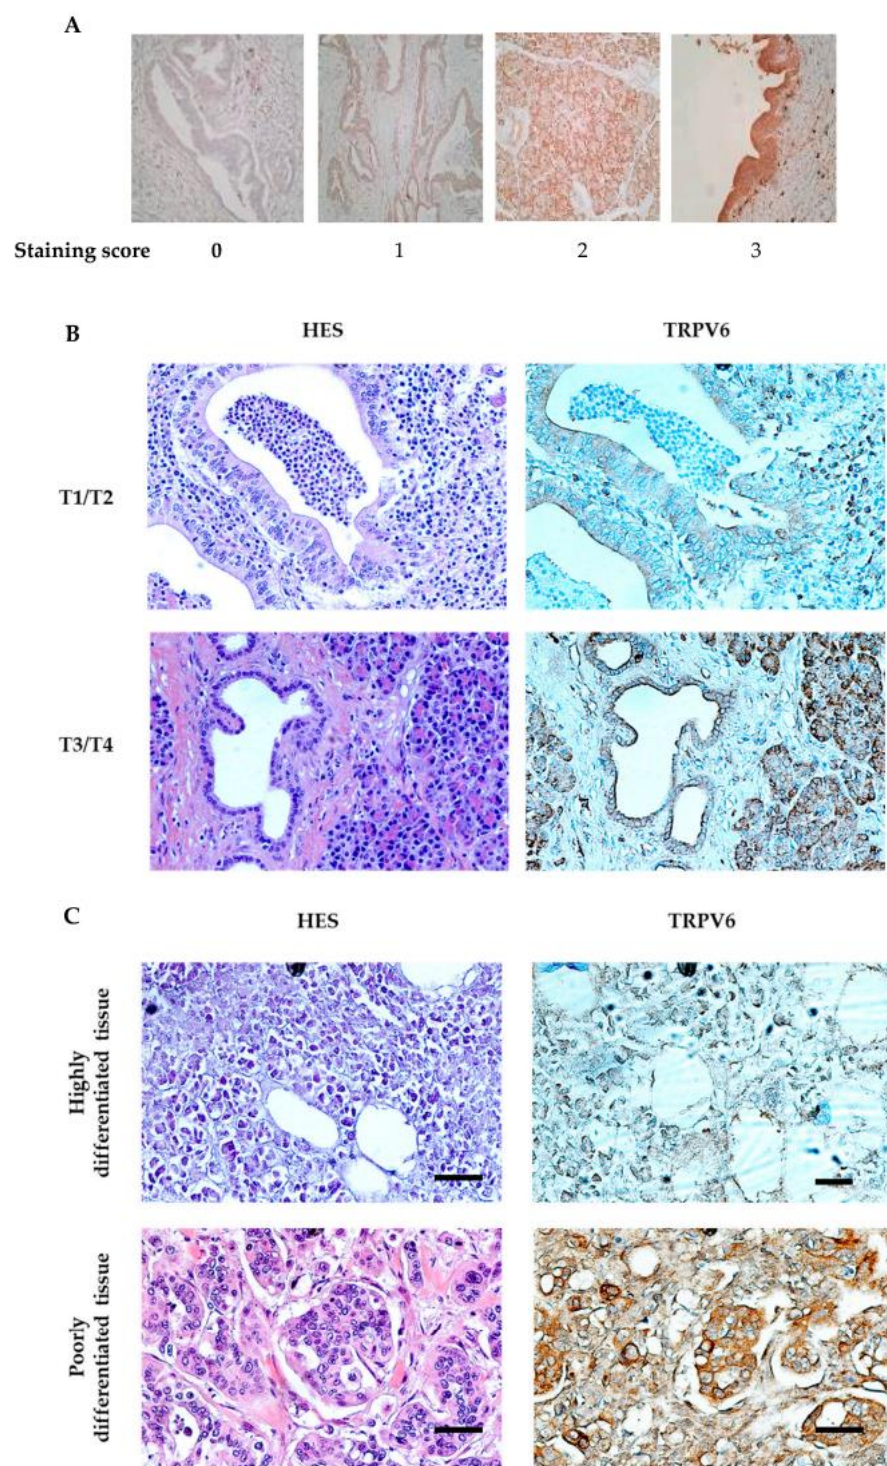 A
Staining score 0 1 2 3
B
HES TRPV6
T1/T2
T3/T4
C
HES TRPV6
Highly
differentiated tissue
Poorly
differentiated tissue